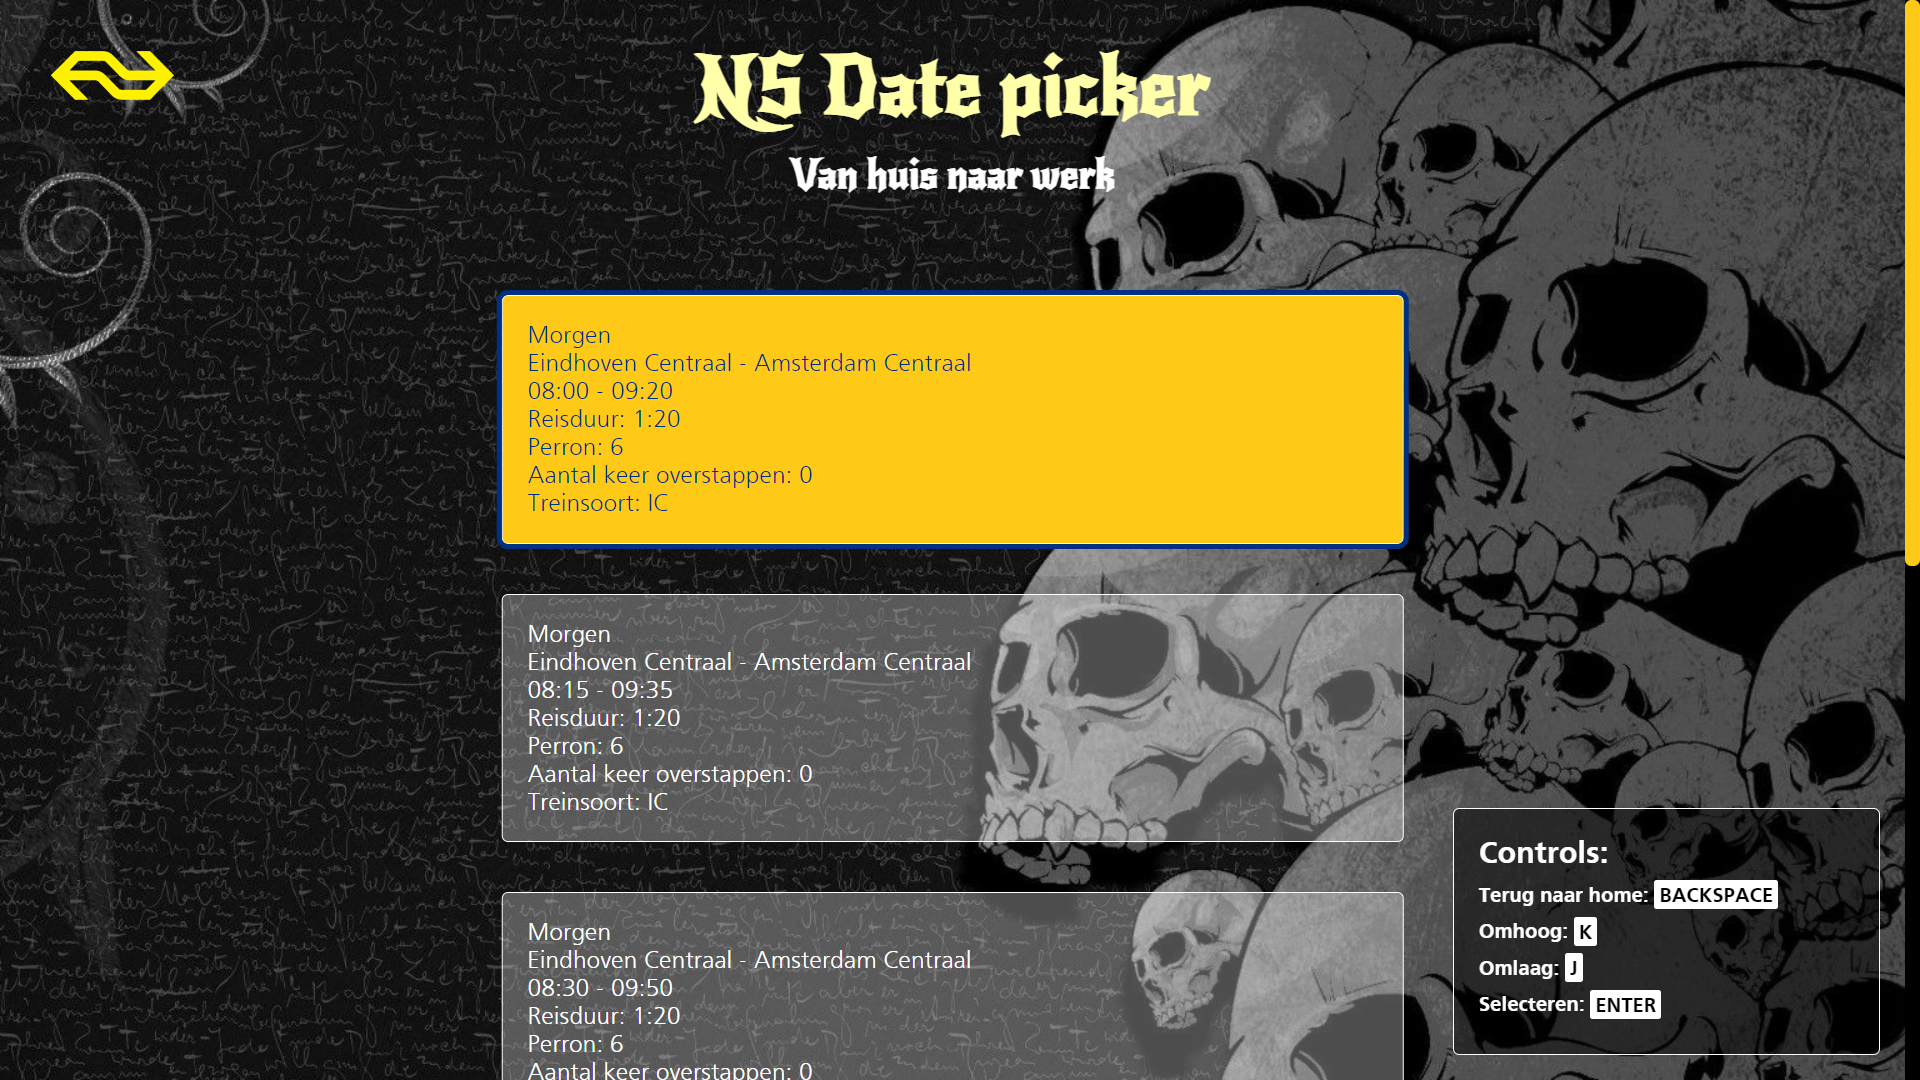 NS Date picker
Van huis naar werk
Morgen
Eindhoven Centraal - Amsterdam Centraal
08:00 - 09:20
Reisduur: 1:20
Perron: 6
Aantal keer overstappen: 0
Treinsoort: IC
Morgen
Eindhoven Centraal - Amsterdam Centraal
08:15 - 09:35
Reisduur: 1:20
Perron: 6
Aantal keer overstappen: 0
Treinsoort: IC
Morgen
Eindhoven Centraal - Amsterdam Centraal
08:30 - 09:50
Reisduur: 1:20
Perron: 6
Aantal keer overstappen: 0
Controls:
Terug naar home: BACKSPACE
Omhoog: K
Omlaag: J
Selecteren: ENTER